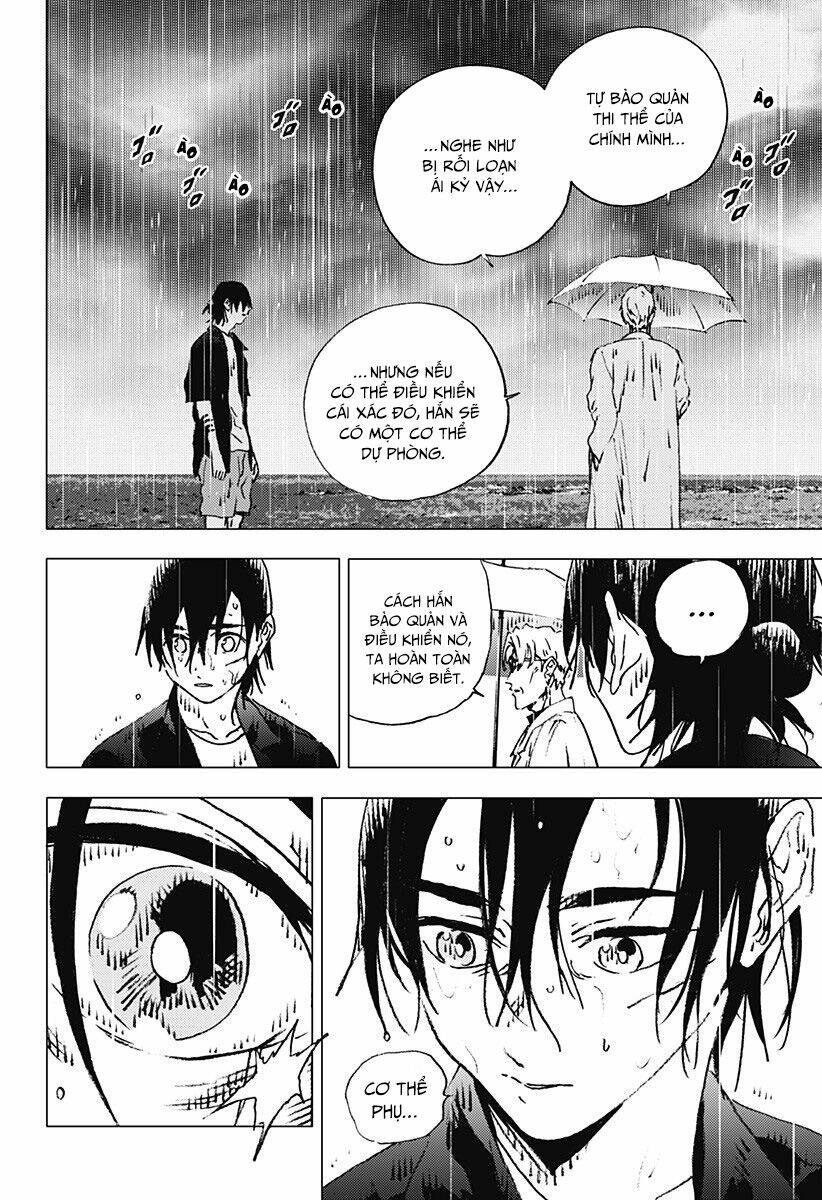 TỰ BẢO QUẢN
THI THỂ CỦA
CHÍNH MÌNH...
...NGHE NHƯ
BỊ RỐI LOẠN
ÁI KỶ VẬY...
ÀO
ÀO
ÀO
ÀO
ÀO
...NHƯNG NẾU
CÓ THỂ ĐIỀU KHIỂN
CÁI XÁC ĐÓ, HẮN SẼ
CÓ MỘT CƠ THỂ
DỰ PHÒNG.
...
CÁCH HẮN
BẢO QUẢN VÀ
ĐIỀU KHIỂN NÓ,
TA HOÀN TOÀN
KHÔNG BIẾT.
CƠ THỂ
PHỤ...